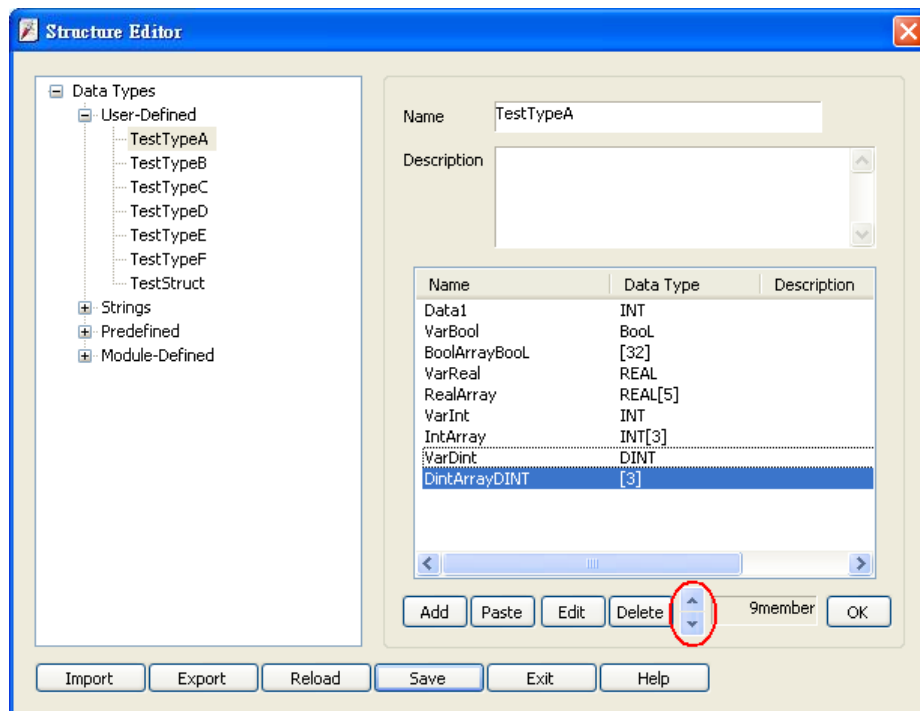 Structure Editor
Data Types
User-Defined
TestTypeA
TestTypeB
TestTypeC
TestTypeD
TestTypeE
TestTypeF
TestStruct
Strings
Predefined
Module-Defined
Name TestTypeA
Description
Name Data Type Description
Data1 INT
VarBool BooL
BoolArrayBooL [32]
VarReal REAL
RealArray REAL[5]
VarInt INT
IntArray INT[3]
VarDint DINT
DintArrayDINT [3]
Add Paste Edit Delete 9member OK
Import Export Reload Save Exit Help